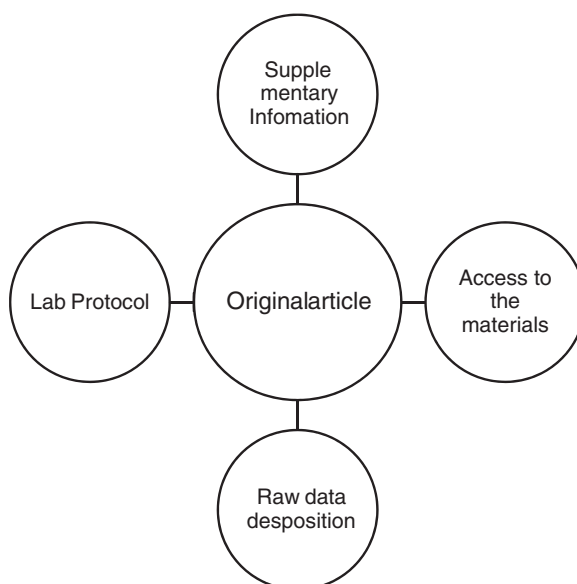 Supple
mentary
Infomation
Lab Protocol
Originalarticle
Access to
the
materials
Raw data
desposition